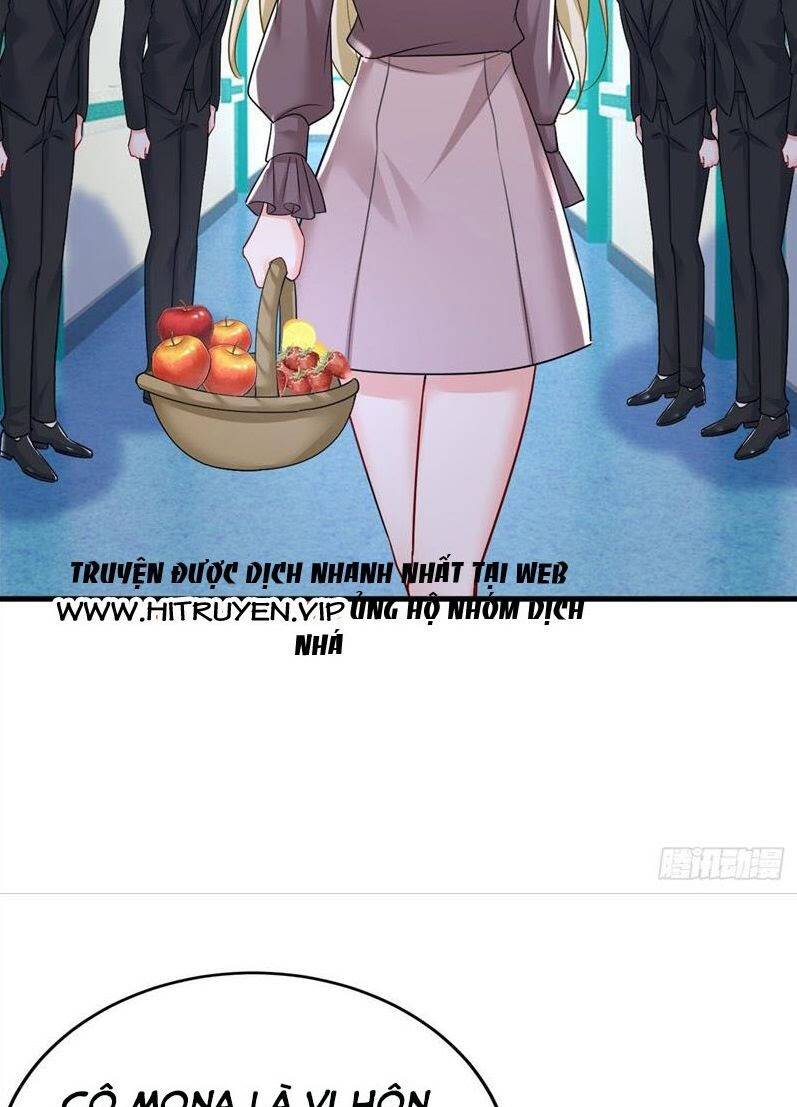 TRUYỆN ĐƯỢC DỊCH NHANH NHẤT TẠI WEB
WWW.HITRUYEN.VIP ỦNG HỘ NHÓM DỊCH
NHÁ
腾讯动漫
CÔ MONA LÀ VỊ HÔN